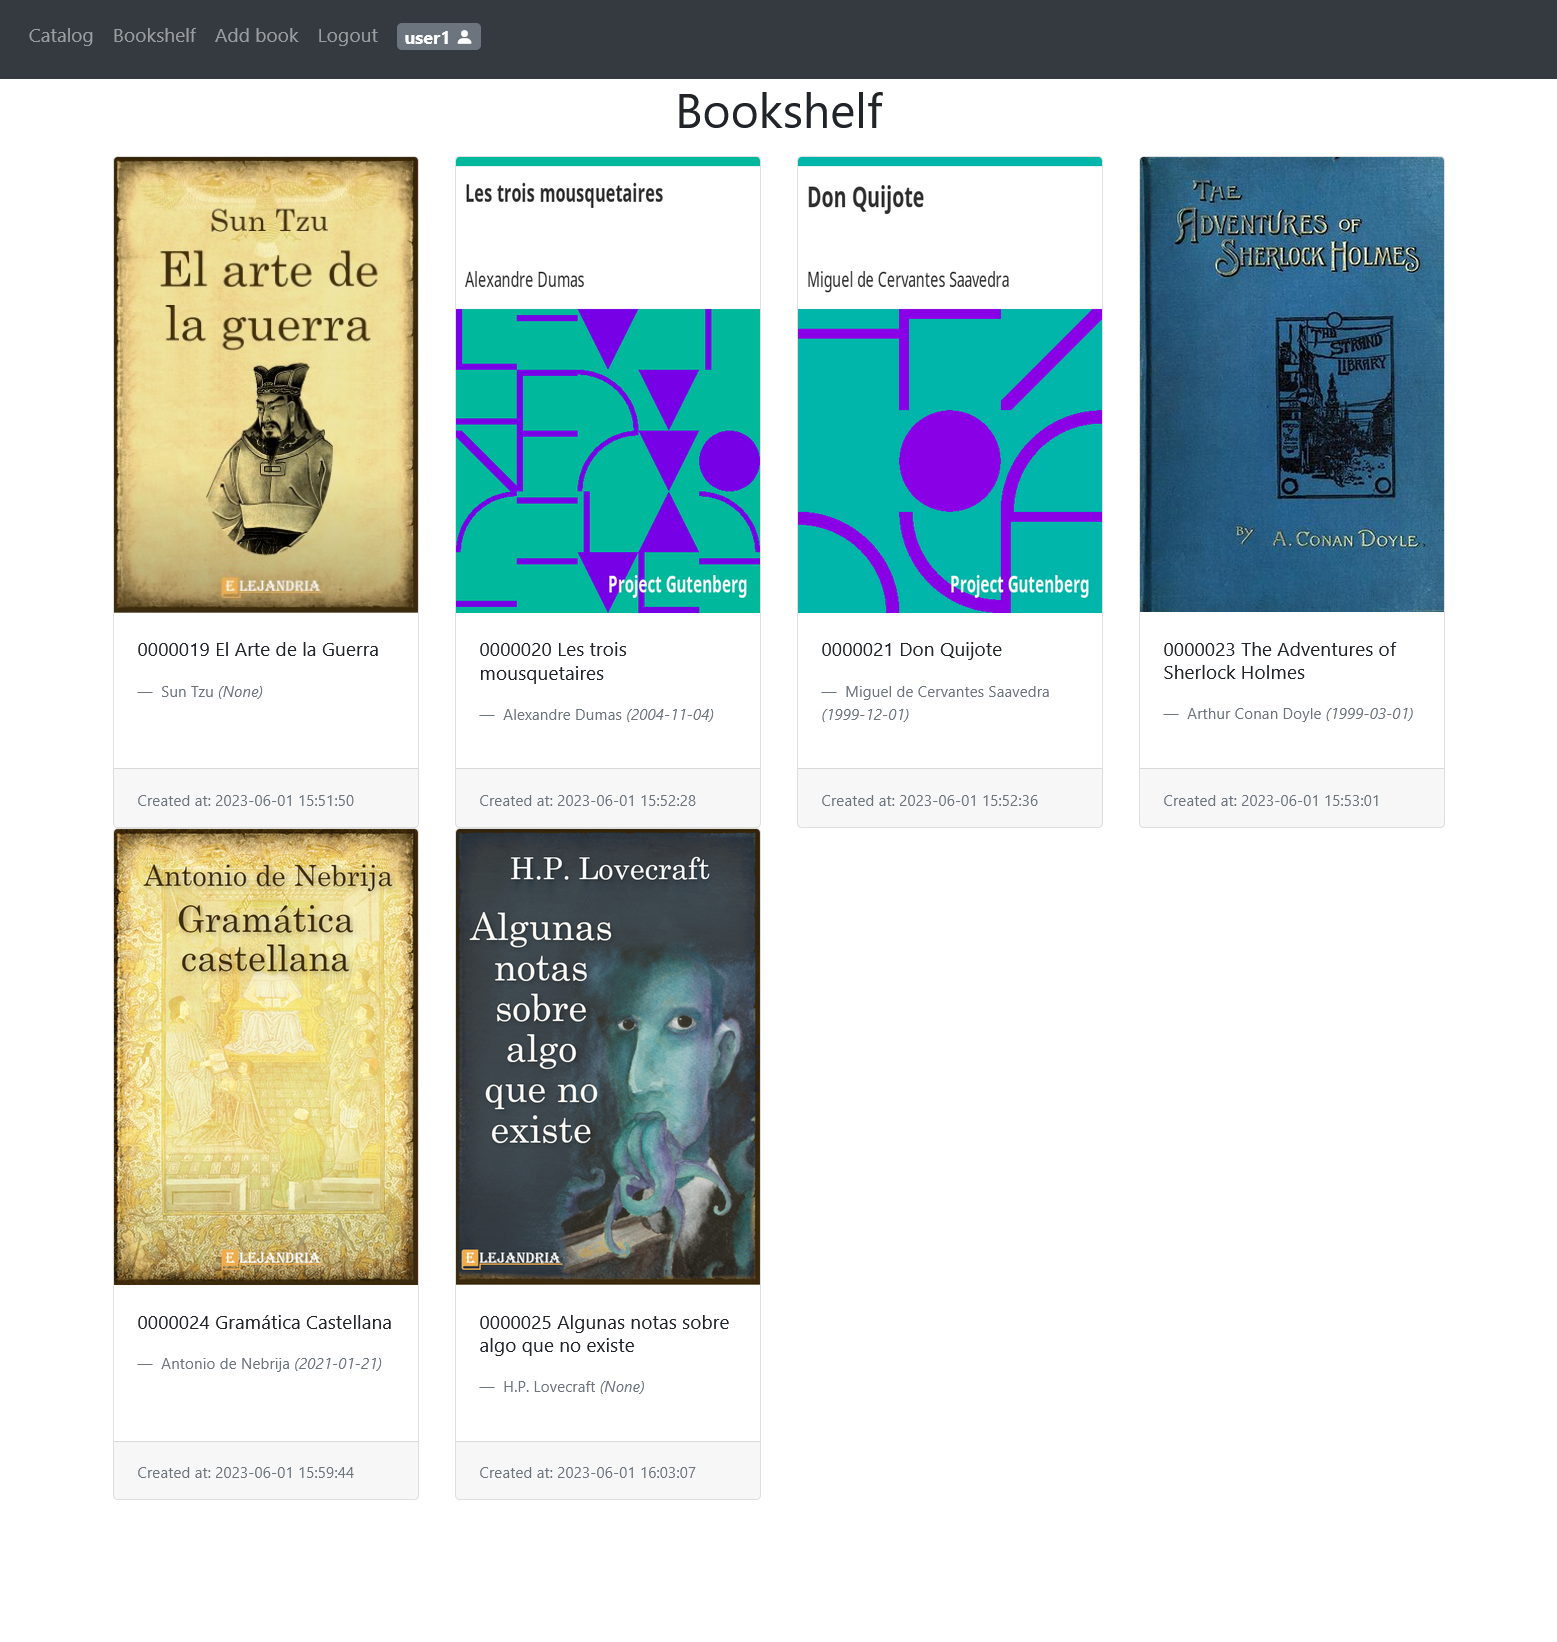 Catalog Bookshelf Add book Logout user1
Bookshelf
Sun Tzu
El arte de
la guerra
ELEJANDRIA
0000019 El Arte de la Guerra
— Sun Tzu (None)
Created at: 2023-06-01 15:51:50
Les trois mousquetaires
Alexandre Dumas
Project Gutenberg
0000020 Les trois
mousquetaires
— Alexandre Dumas (2004-11-04)
Created at: 2023-06-01 15:52:28
Don Quijote
Miguel de Cervantes Saavedra
Project Gutenberg
0000021 Don Quijote
— Miguel de Cervantes Saavedra
(1999-12-01)
Created at: 2023-06-01 15:52:36
THE
ADVENTURES OF
SHERLOCK HOLMES
THE
STRAND
LIBRARY
BY A. CONAN DOYLE.
0000023 The Adventures of
Sherlock Holmes
— Arthur Conan Doyle (1999-03-01)
Created at: 2023-06-01 15:53:01
Antonio de Nebrija
Gramática
castellana
ELEJANDRIA
0000024 Gramática Castellana
— Antonio de Nebrija (2021-01-21)
Created at: 2023-06-01 15:59:44
H.P. Lovecraft
Algunas
notas
sobre
algo
que no
existe
ELEJANDRIA
0000025 Algunas notas sobre
algo que no existe
— H.P. Lovecraft (None)
Created at: 2023-06-01 16:03:07